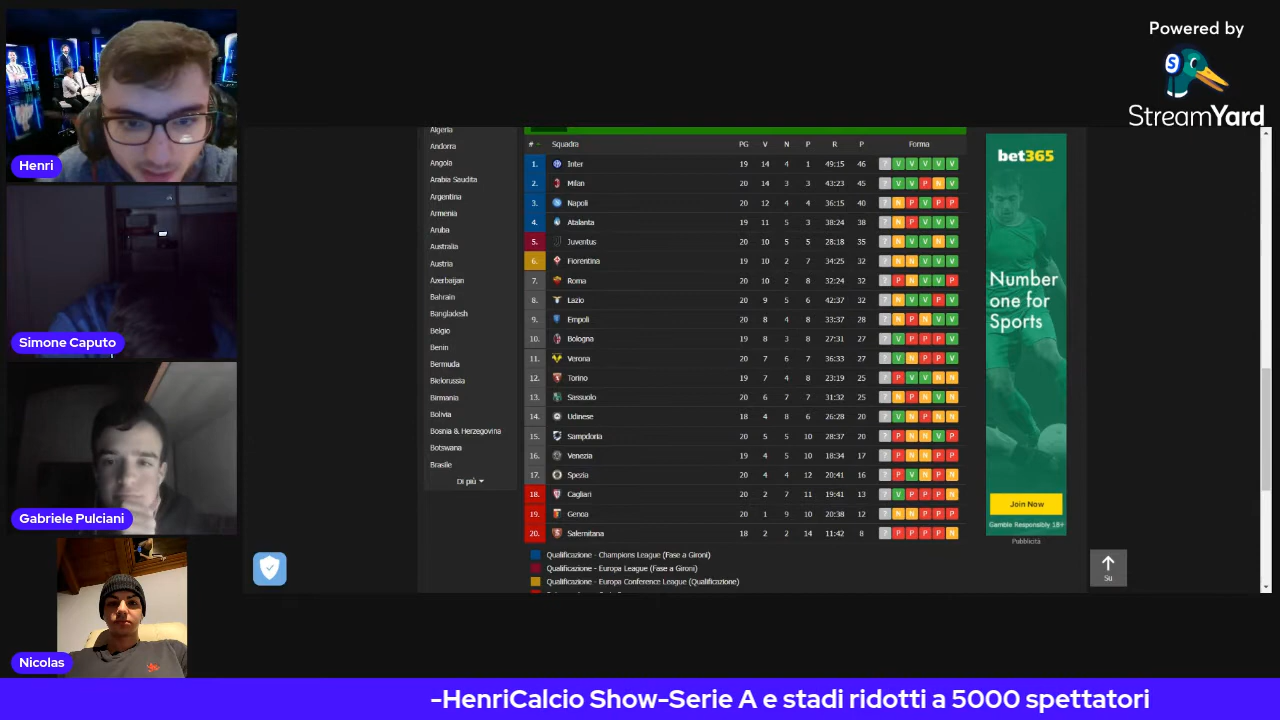 Powered by
StreamYard
Henri
Simone Caputo
Gabriele Pulciani
Nicolas
Algeria
Andorra
Angola
Arabia Saudita
Argentina
Armenia
Aruba
Australia
Austria
Azerbaijan
Bahrain
Bangladesh
Belgio
Benin
Bermuda
Bielorussia
Birmania
Bolivia
Bosnia & Herzegovina
Botswana
Brasile
Di più
# Squadra PG V N P R P Forma
1. Inter 19 14 4 1 49:15 46 ? V V V V V
2. Milan 20 14 3 3 43:23 45 ? V V P N V
3. Napoli 20 12 4 4 36:15 40 ? N P V P P
4. Atalanta 19 11 5 3 38:24 38 ? N P V V V
5. Juventus 20 10 5 5 28:18 35 ? N V V N V
6. Fiorentina 19 10 2 7 34:25 32 ? N N V V V
7. Roma 20 10 2 8 32:24 32 ? P N V V P
8. Lazio 20 9 5 6 42:37 32 ? N V V P V
9. Empoli 20 8 4 8 33:37 28 ? N P N V V
10. Bologna 19 8 3 8 27:31 27 ? V P P P V
11. Verona 20 7 6 7 36:33 27 ? V N P P V
12. Torino 19 7 4 8 23:19 25 ? P V V N N
13. Sassuolo 20 6 7 7 31:32 25 ? N P N V N
14. Udinese 18 4 8 6 26:28 20 ? V N P N N
15. Sampdoria 20 5 5 10 28:37 20 ? P N N V P
16. Venezia 19 4 5 10 18:34 17 ? P N N P P
17. Spezia 20 4 4 12 20:41 16 ? P V N P N
18. Cagliari 20 2 7 11 19:41 13 ? V P P P N
19. Genoa 20 1 9 10 20:38 12 ? N N P P P
20. Salernitana 18 2 2 14 11:42 8 ? P P P P N
Qualificazione - Champions League (Fase a Gironi)
Qualificazione - Europa League (Fase a Gironi)
Qualificazione - Europa Conference League (Qualificazione)
bet365
Number
one for
Sports
Join Now
Gamble Responsibly 18+
Pubblicità
Su
-HenriCalcio Show-Serie A e stadi ridotti a 5000 spettatori